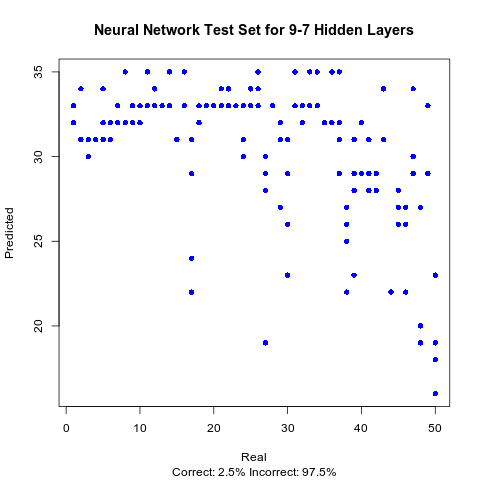 Neural Network Test Set for 9-7 Hidden Layers
Predicted
35
30
25
20
0 10 20 30 40 50
Real
Correct: 2.5% Incorrect: 97.5%